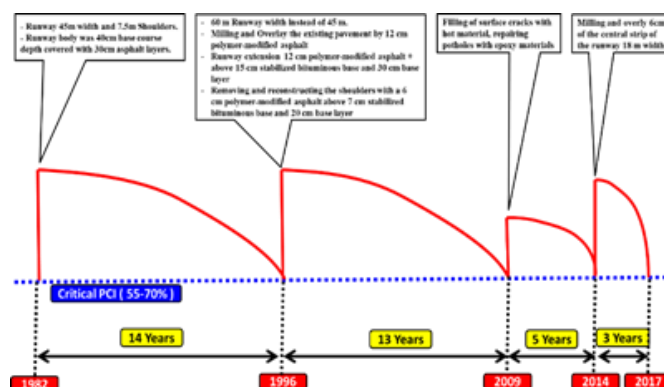 - Runway 45m width and 7.5m Shoulders.
- Runway body was 40cm base course
depth covered with 30cm asphalt layers.
- 60 m Runway width instead of 45 m.
- Milling and Overlay the existing pavement by 12 cm
polymer-modified asphalt
- Runway extension 12 cm polymer-modified asphalt +
above 15 cm stabilized bituminous base and 30 cm base
layer
- Removing and reconstructing the shoulders with a 6
cm polymer-modified asphalt above 7 cm stabilized
bituminous base and 20 cm base layer
Filling of surface cracks with
hot material, repairing
potholes with epoxy materials
Milling and overly 6cm
of the central strip of
the runway 18 m width
Critical PCI ( 55-70% )
14 Years
13 Years
5 Years
3 Years
1982
1996
2009
2014
2017